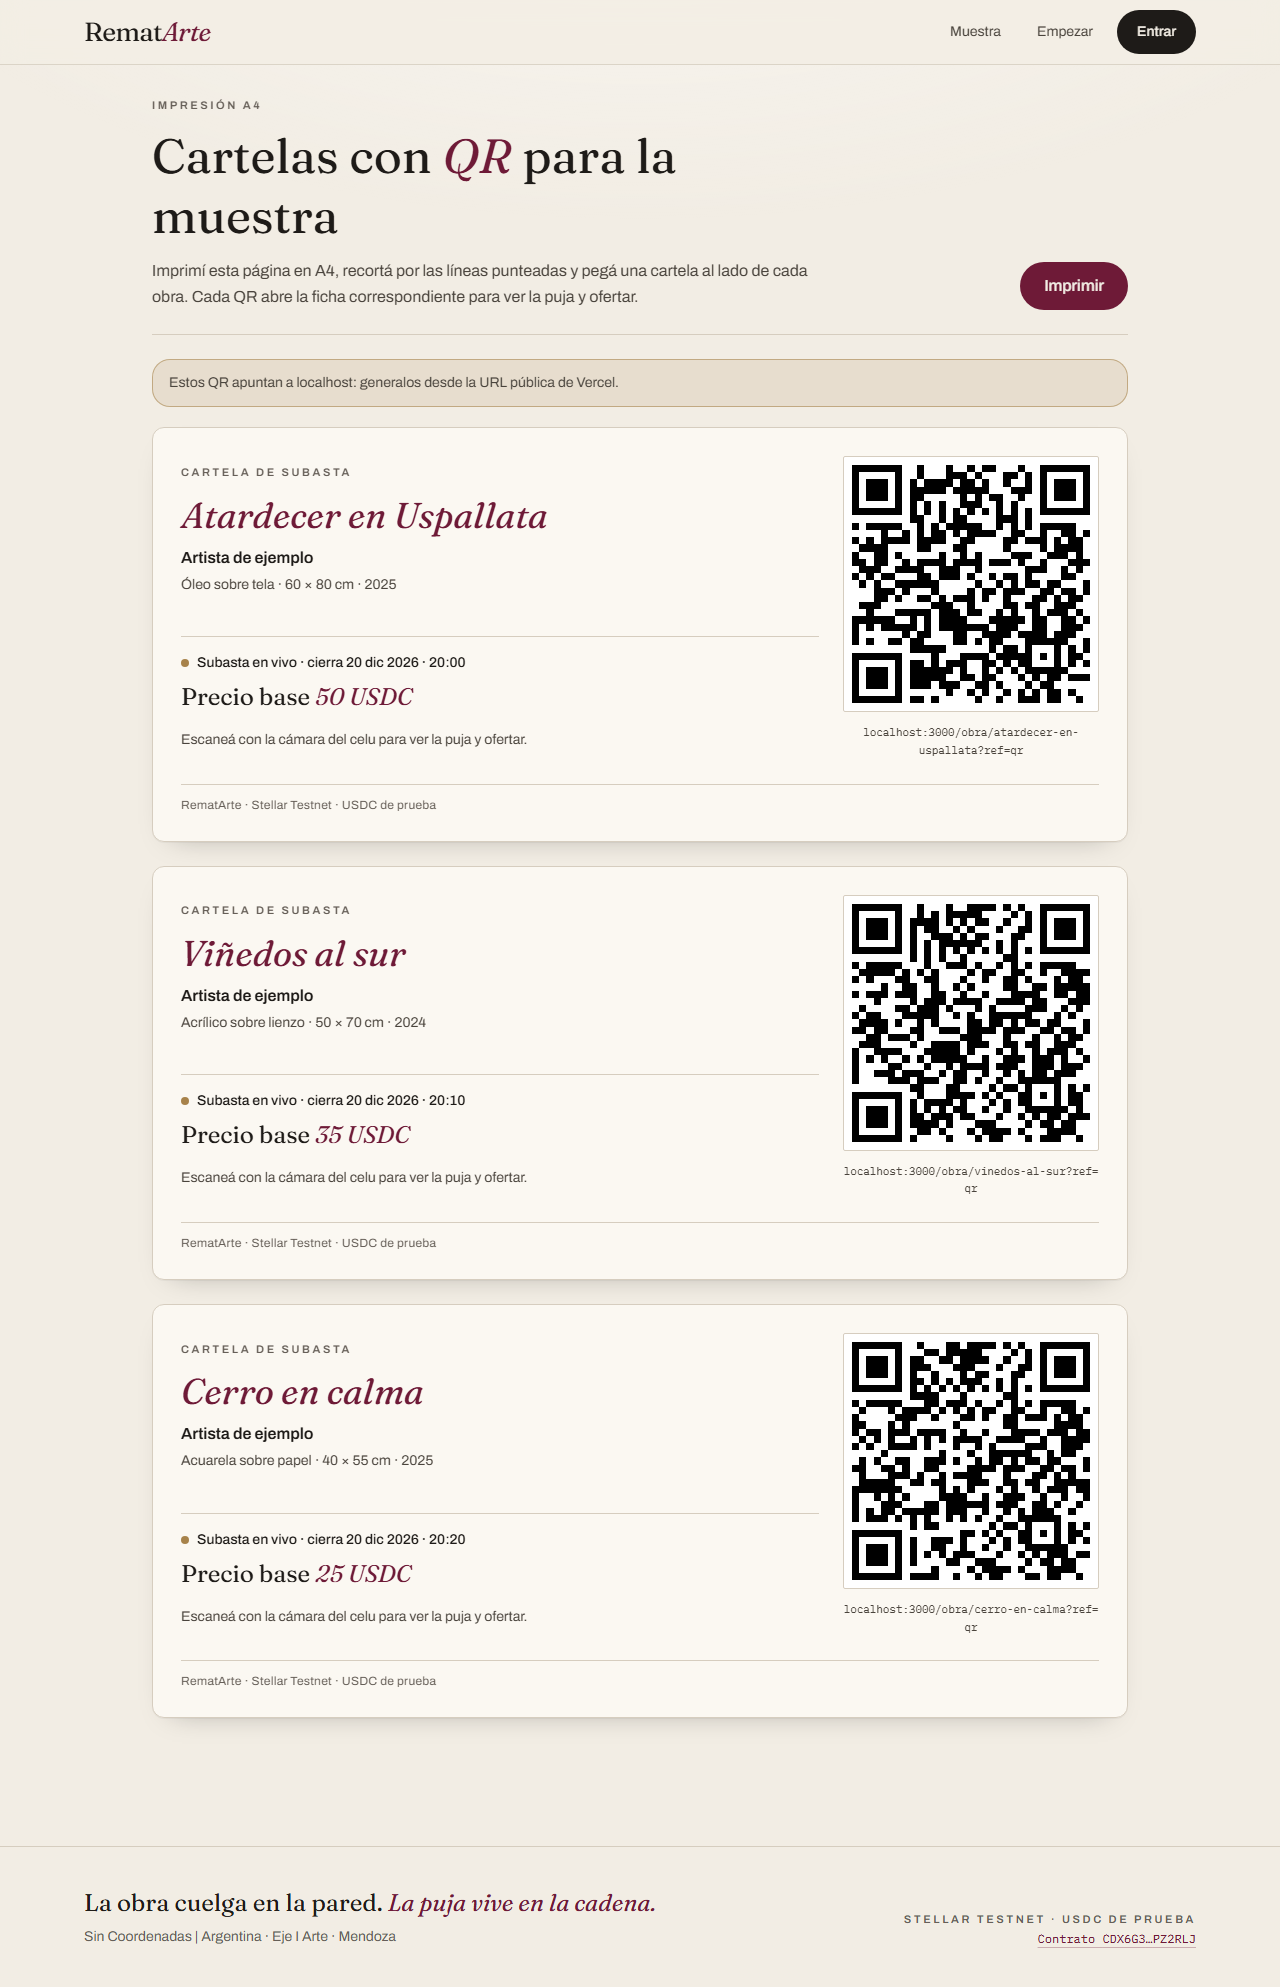 RematArte
Muestra
Empezar
Entrar
IMPRESIÓN A4
Cartelas con QR para la
muestra
Imprimí esta página en A4, recortá por las líneas punteadas y pegá una cartela al lado de cada
obra. Cada QR abre la ficha correspondiente para ver la puja y ofertar.
Imprimir
Estos QR apuntan a localhost: generalos desde la URL pública de Vercel.
CARTELA DE SUBASTA
Atardecer en Uspallata
Artista de ejemplo
Óleo sobre tela · 60 × 80 cm · 2025
Subasta en vivo · cierra 20 dic 2026 · 20:00
Precio base 50 USDC
Escaneá con la cámara del celu para ver la puja y ofertar.
localhost:3000/obra/atardecer-en-
uspallata?ref=qr
RematArte · Stellar Testnet · USDC de prueba
CARTELA DE SUBASTA
Viñedos al sur
Artista de ejemplo
Acrílico sobre lienzo · 50 × 70 cm · 2024
Subasta en vivo · cierra 20 dic 2026 · 20:10
Precio base 35 USDC
Escaneá con la cámara del celu para ver la puja y ofertar.
localhost:3000/obra/vinedos-al-sur?ref=
qr
RematArte · Stellar Testnet · USDC de prueba
CARTELA DE SUBASTA
Cerro en calma
Artista de ejemplo
Acuarela sobre papel · 40 × 55 cm · 2025
Subasta en vivo · cierra 20 dic 2026 · 20:20
Precio base 25 USDC
Escaneá con la cámara del celu para ver la puja y ofertar.
localhost:3000/obra/cerro-en-calma?ref=
qr
RematArte · Stellar Testnet · USDC de prueba
La obra cuelga en la pared. La puja vive en la cadena.
Sin Coordenadas | Argentina · Eje I Arte · Mendoza
STELLAR TESTNET · USDC DE PRUEBA
Contrato CDX6G3…PZ2RLJ